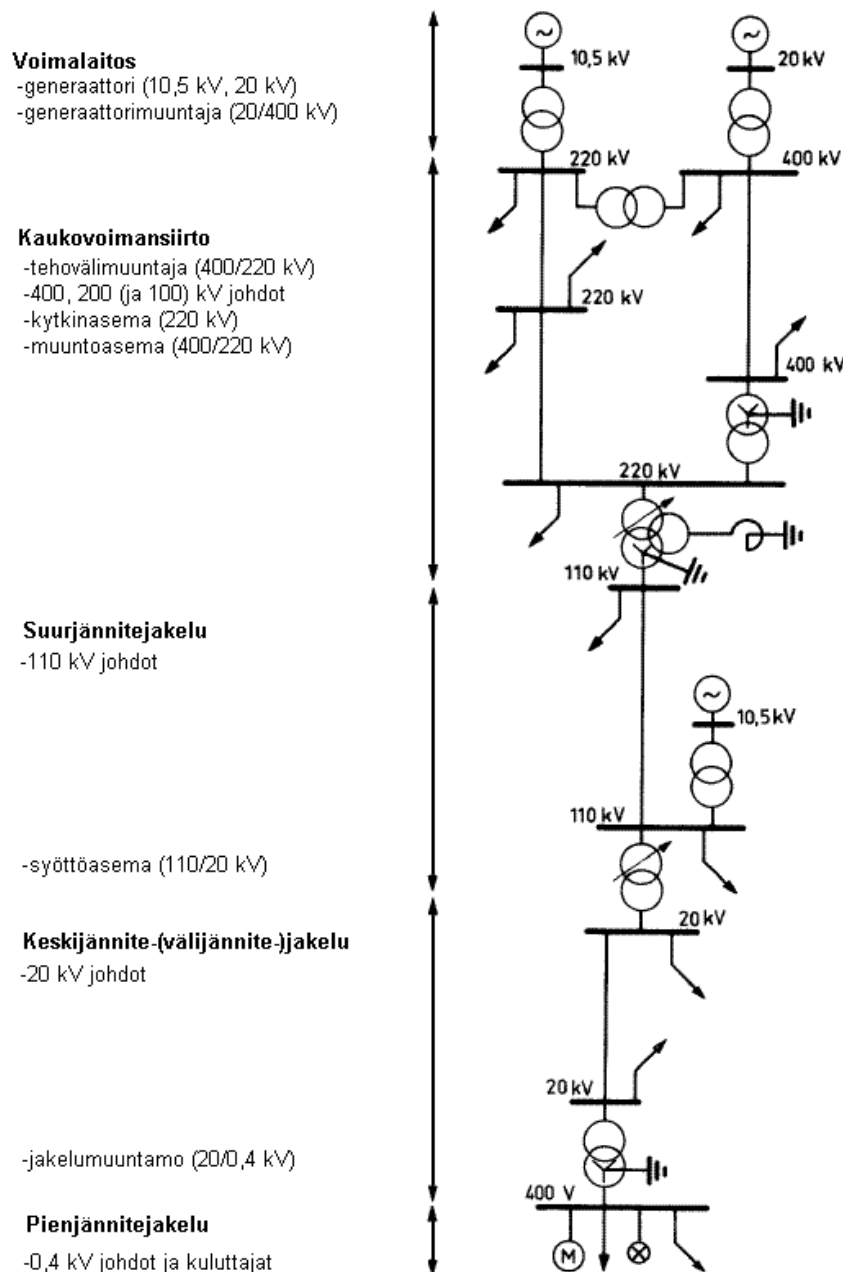 Voimalaitos
-generaattori (10,5 kV, 20 kV)
-generaattorimuuntaja (20/400 kV)
Kaukovoimansiirto
-tehovälimuuntaja (400/220 kV)
-400, 200 (ja 100) kV johdot
-kytkinasema (220 kV)
-muuntoasema (400/220 kV)
Suurjännitejakelu
-110 kV johdot
-syöttöasema (110/20 kV)
Keskijännite-(välijännite-)jakelu
-20 kV johdot
-jakelumuuntamo (20/0,4 kV)
Pienjännitejakelu
-0,4 kV johdot ja kuluttajat
~
~
10,5 kV
20 kV
220 kV
400 kV
220 kV
400 kV
220 kV
110 kV
~
10,5 kV
110 kV
20 kV
20 kV
400 V
M